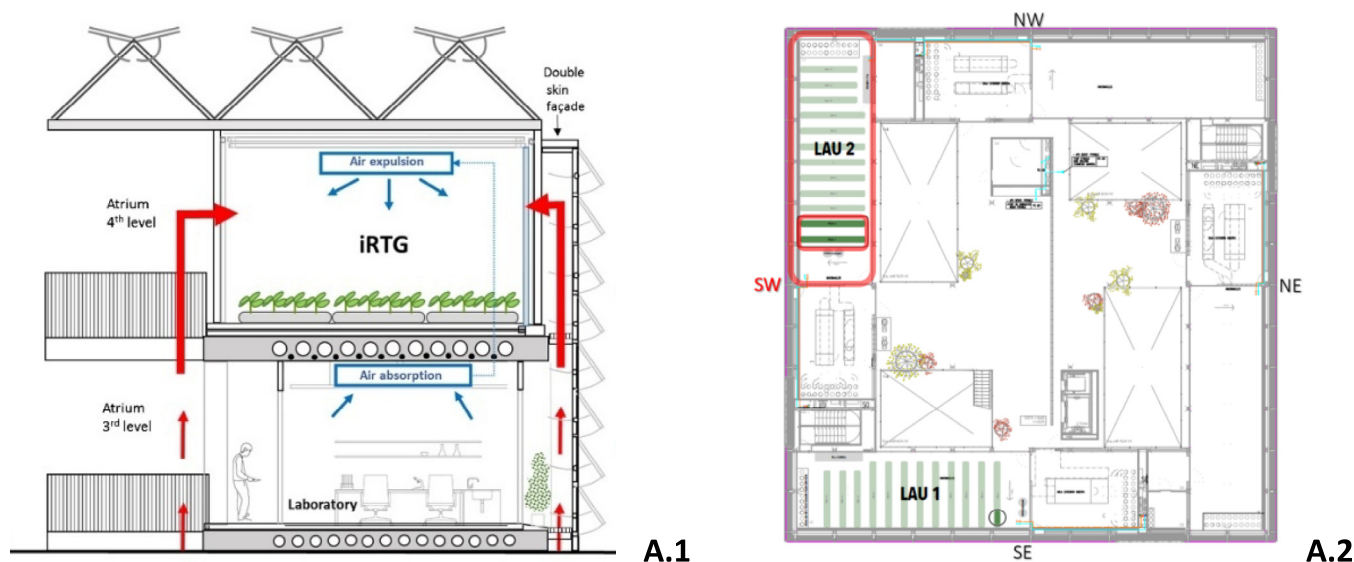 Double
skin
façade
Air expulsion
Atrium
4th level
iRTG
Air absorption
Atrium
3rd level
Laboratory
A.1
NW
LAU 2
SW
NE
LAU 1
SE
A.2